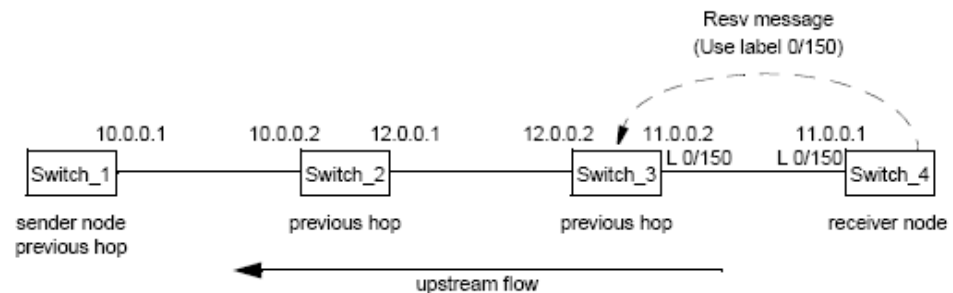 Resv message
(Use label 0/150)
10.0.0.1 10.0.0.2 12.0.0.1 12.0.0.2 11.0.0.2 11.0.0.1
L 0/150 L 0/150
Switch_1 Switch_2 Switch_3 Switch_4
sender node previous hop previous hop receiver node
previous hop
upstream flow